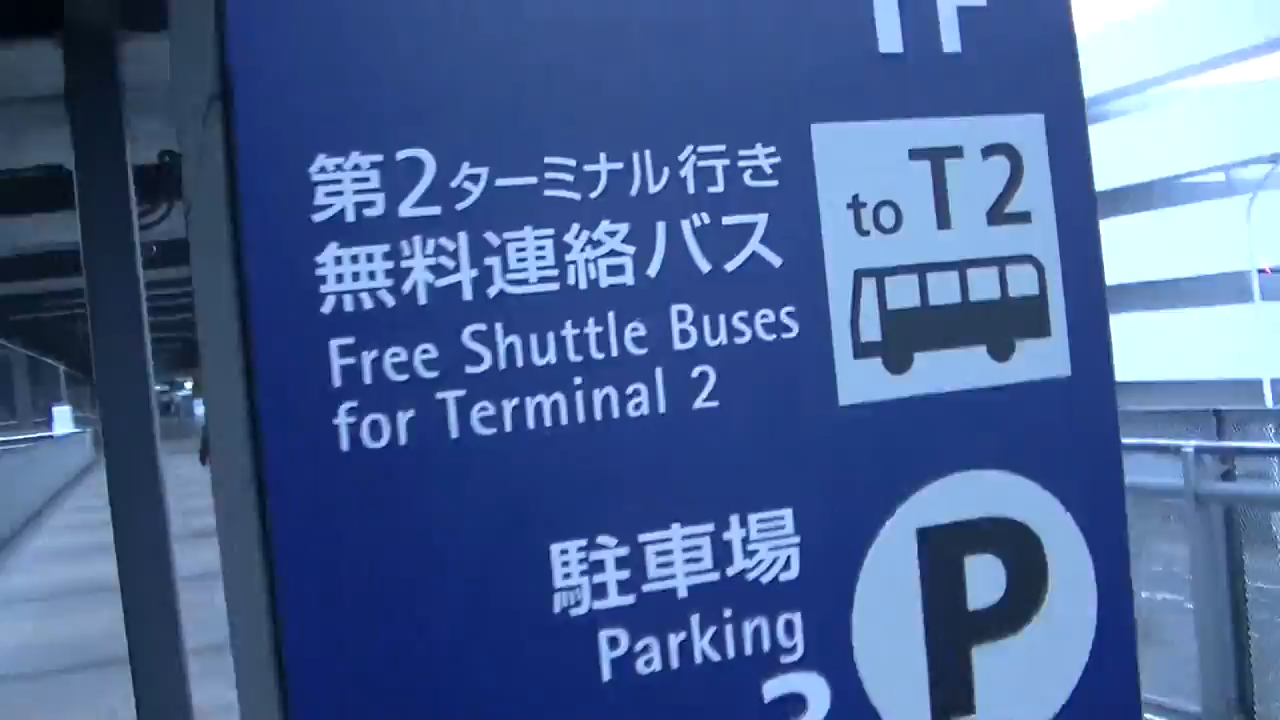 1F
第2ターミナル行き
無料連絡バス
Free Shuttle Buses
for Terminal 2
to T2
駐車場
Parking
P